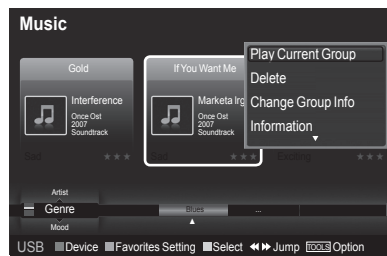 Music
Gold
Interference
Once Ost
2007
Soundtrack
Sad ★★★
If You Want Me
Marketa Irg
Once Ost
2007
Soundtrack
Sad ★★★
Exciting ★★★
Play Current Group
Delete
Change Group Info
Information
Artist
Genre
Mood
Blues
...
USB Device Favorites Setting Select Jump TOOLS Option